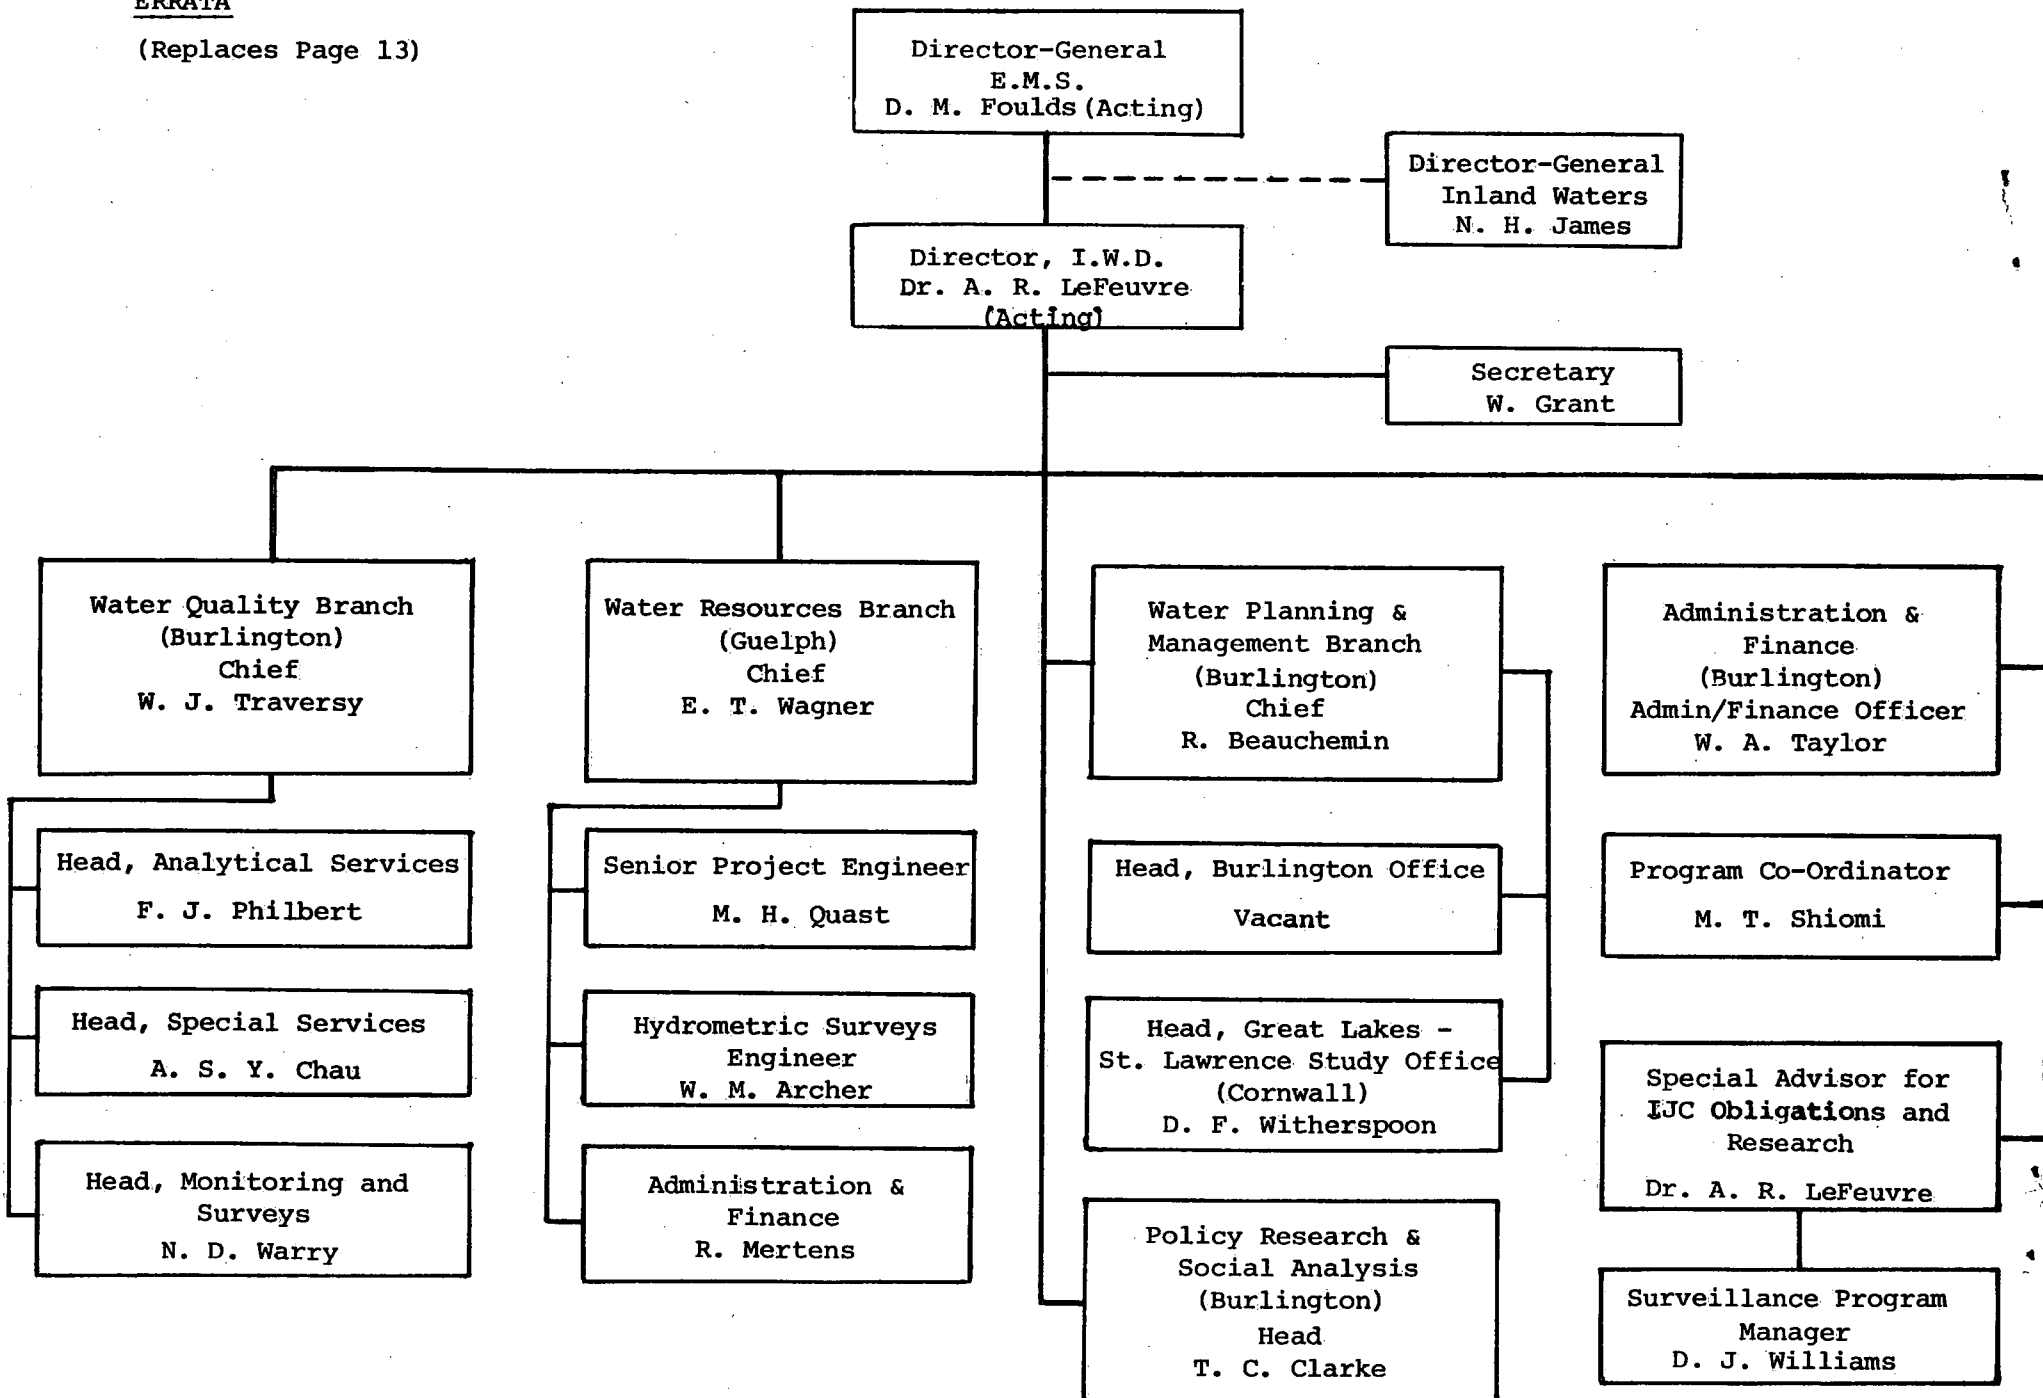 ERRATA
(Replaces Page 13)
Director-General
E.M.S.
D. M. Foulds (Acting)
Director-General
Inland Waters
N. H. James
Director, I.W.D.
Dr. A. R. LeFeuvre
(Acting)
Secretary
W. Grant
Water Quality Branch
(Burlington)
Chief
W. J. Traversy
Head, Analytical Services
F. J. Philbert
Head, Special Services
A. S. Y. Chau
Head, Monitoring and
Surveys
N. D. Warry
Water Resources Branch
(Guelph)
Chief
E. T. Wagner
Senior Project Engineer
M. H. Quast
Hydrometric Surveys
Engineer
W. M. Archer
Administration &
Finance
R. Mertens
Water Planning &
Management Branch
(Burlington)
Chief
R. Beauchemin
Head, Burlington Office
Vacant
Head, Great Lakes -
St. Lawrence Study Office
(Cornwall)
D. F. Witherspoon
Policy Research &
Social Analysis
(Burlington)
Head
T. C. Clarke
Administration &
Finance
(Burlington)
Admin/Finance Officer
W. A. Taylor
Program Co-Ordinator
M. T. Shiomi
Special Advisor for
IJC Obligations and
Research
Dr. A. R. LeFeuvre
Surveillance Program
Manager
D. J. Williams